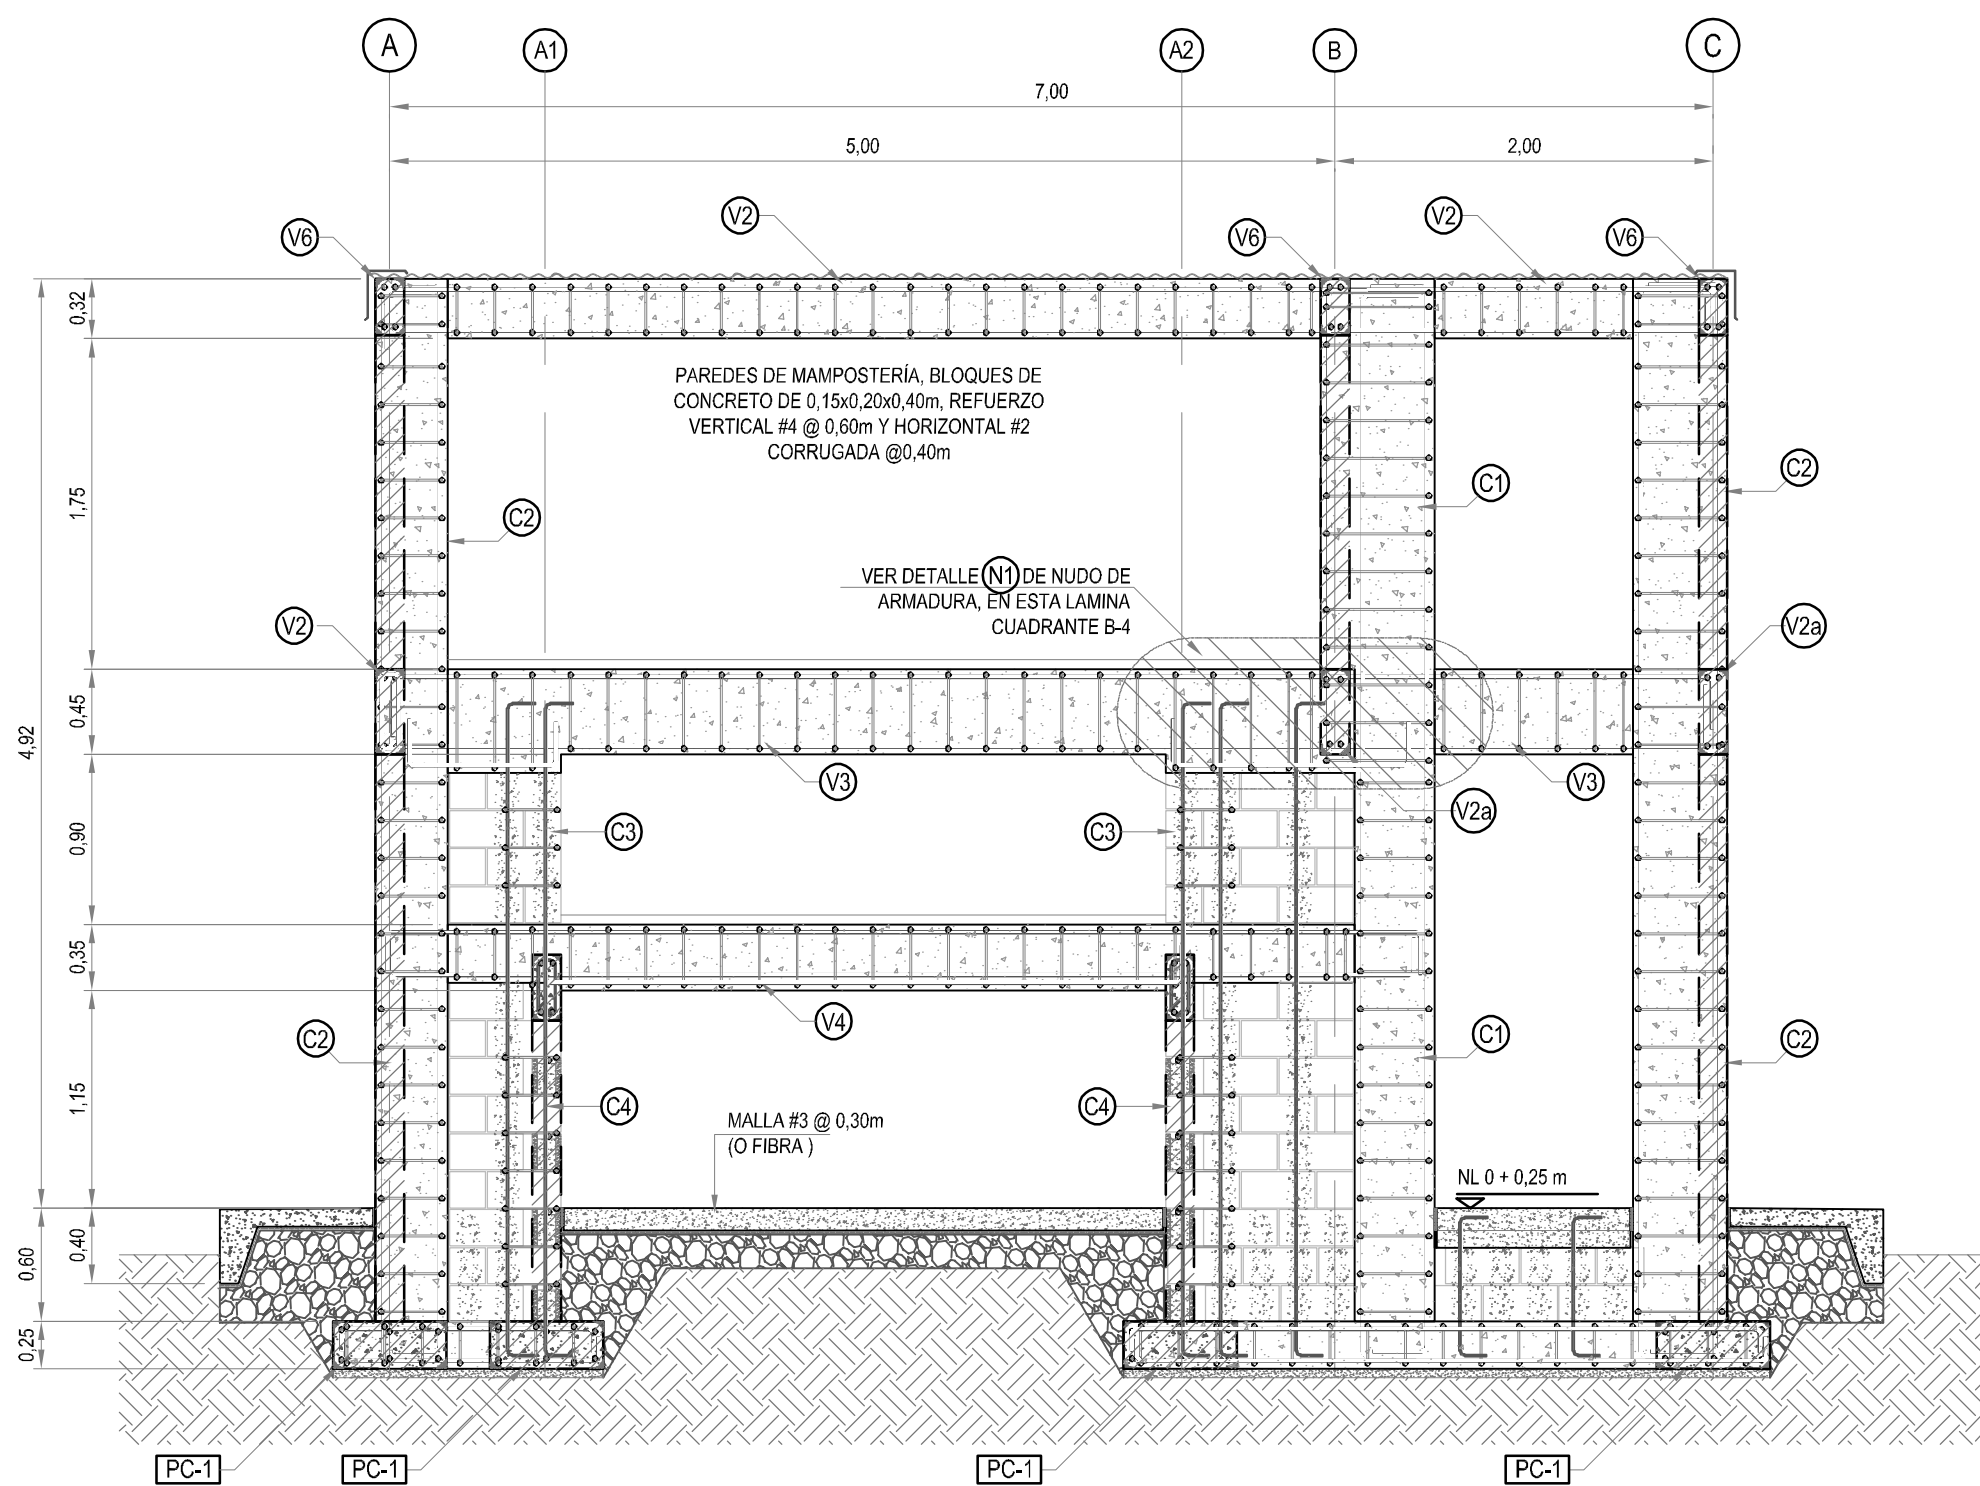 A
A1
A2
B
C
7,00
5,00
2,00
V2
V2
V6
V6
V6
0,32
PAREDES DE MAMPOSTERÍA, BLOQUES DE
CONCRETO DE 0,15x0,20x0,40m, REFUERZO
VERTICAL #4 @ 0,60m Y HORIZONTAL #2
CORRUGADA @0,40m
C2
C1
1,75
C2
VER DETALLE N1 DE NUDO DE
ARMADURA, EN ESTA LAMINA
CUADRANTE B-4
V2
V2a
0,45
4,92
V3
V3
V2a
0,90
C3
C3
0,35
V4
C2
C1
C2
1,15
C4
C4
MALLA #3 @ 0,30m
(O FIBRA )
NL 0 + 0,25 m
0,60
0,40
0,25
PC-1
PC-1
PC-1
PC-1